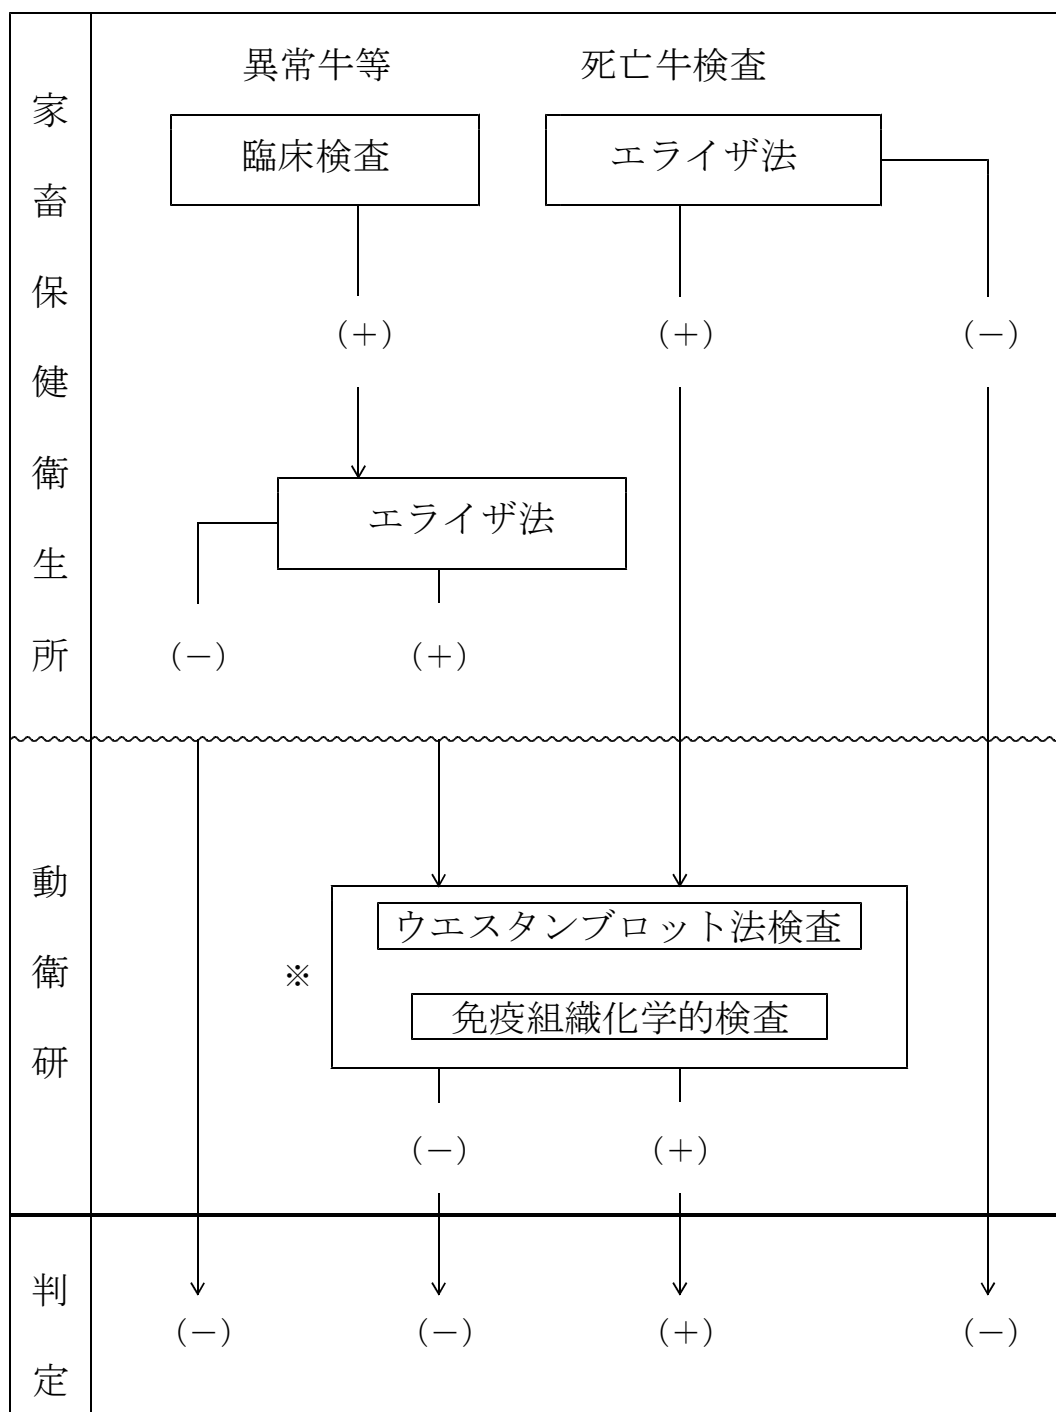 家畜保健衛生所
異常牛等 死亡牛検査
臨床検査 エライザ法
(+) (+) (-)
エライザ法
(-) (+)
動衛研
ウエスタンブロット法検査
※
免疫組織化学的検査
(-) (+)
判定
(-) (-) (+) (-)